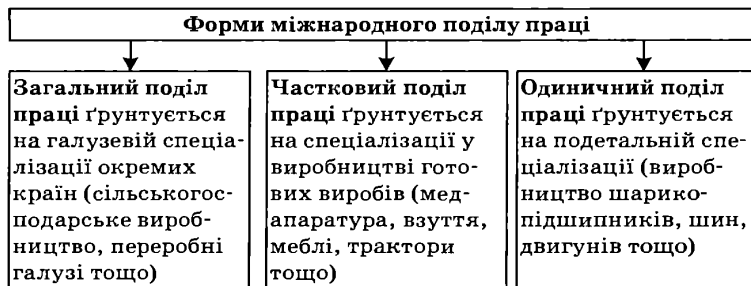 Форми міжнародного поділу праці
Загальний поділ
праці ґрунтується
на галузевій спеціа-
лізації окремих
країн (сільськогос-
подарське вироб-
ництво, переробні
галузі тощо)
Частковий поділ
праці ґрунтується
на спеціалізації у
виробництві гото-
вих виробів (мед-
апаратура, взуття,
меблі, трактори
тощо)
Одиничний поділ
праці ґрунтується
на подетальній спе-
ціалізації (вироб-
ництво шарико-
підшипників, шин,
двигунів тощо)